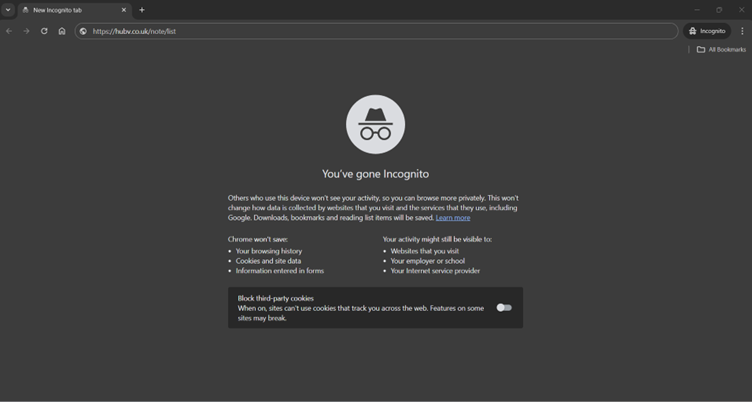 New Incognito tab
https://hubv.co.uk/note/list
Incognito
All Bookmarks
You've gone Incognito
Others who use this device won't see your activity, so you can browse more privately. This won't
change how data is collected by websites that you visit and the services that they use, including
Google. Downloads, bookmarks and reading list items will be saved. Learn more
Chrome won't save:
• Your browsing history
• Cookies and site data
• Information entered in forms
Your activity might still be visible to:
• Websites that you visit
• Your employer or school
• Your Internet service provider
Block third-party cookies
When on, sites can't use cookies that track you across the web. Features on some
sites may break.